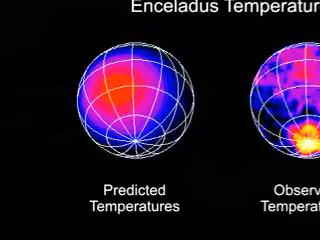 Enceladus Temperatur
Predicted
Temperatures
Observ
Temperat